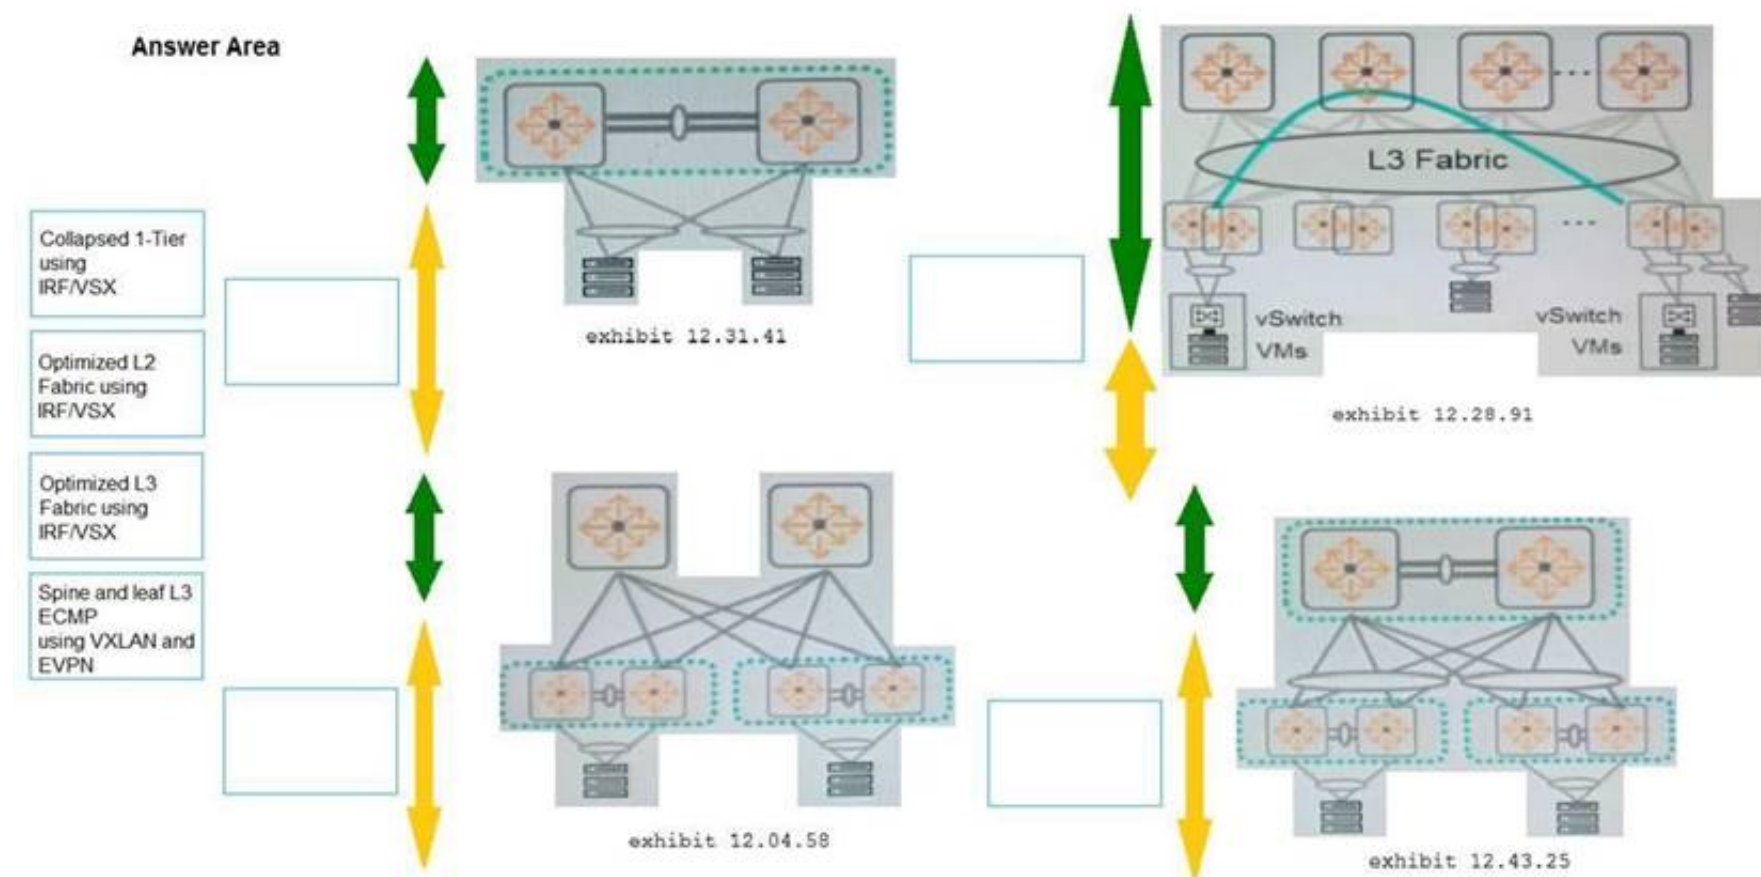 Answer Area
Collapsed 1-Tier
using
IRF/VSX
Optimized L2
Fabric using
IRF/VSX
Optimized L3
Fabric using
IRF/VSX
Spine and leaf L3
ECMP
using VXLAN and
EVPN
exhibit 12.31.41
L3 Fabric
vSwitch
VMs
vSwitch
VMs
exhibit 12.28.91
exhibit 12.04.58
exhibit 12.43.25